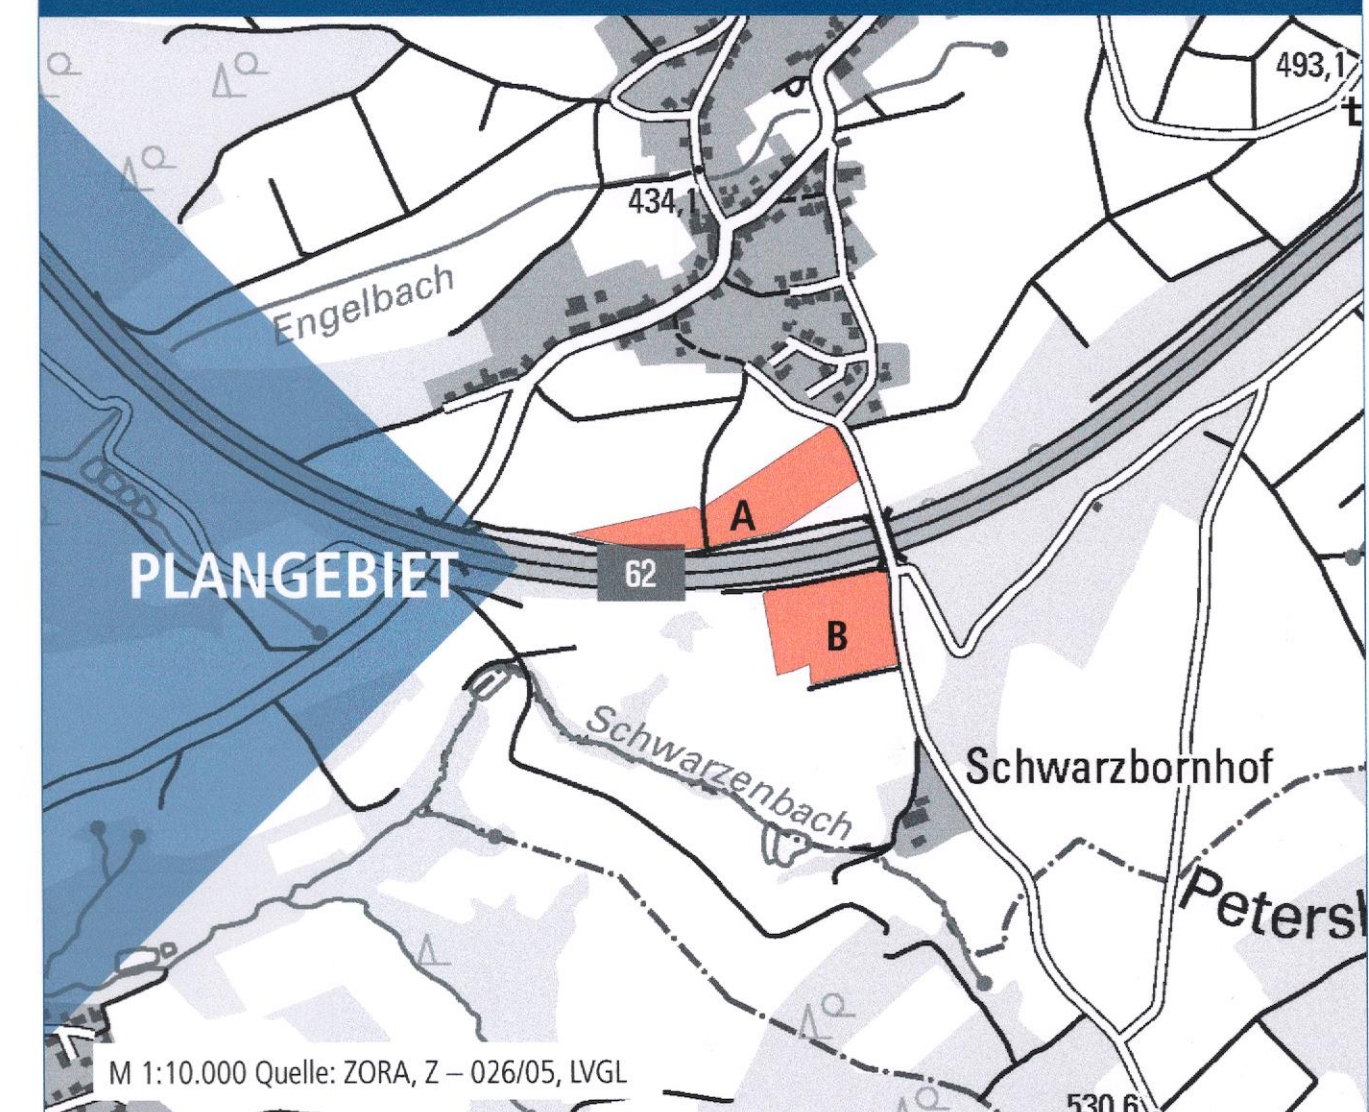 493,1
434,1
Engelbach
A
PLANGEBIET
62
B
Schwarzenbach
Schwarzbornhof
Peters
M 1:10.000 Quelle: ZORA, Z – 026/05, LVGL
530,6